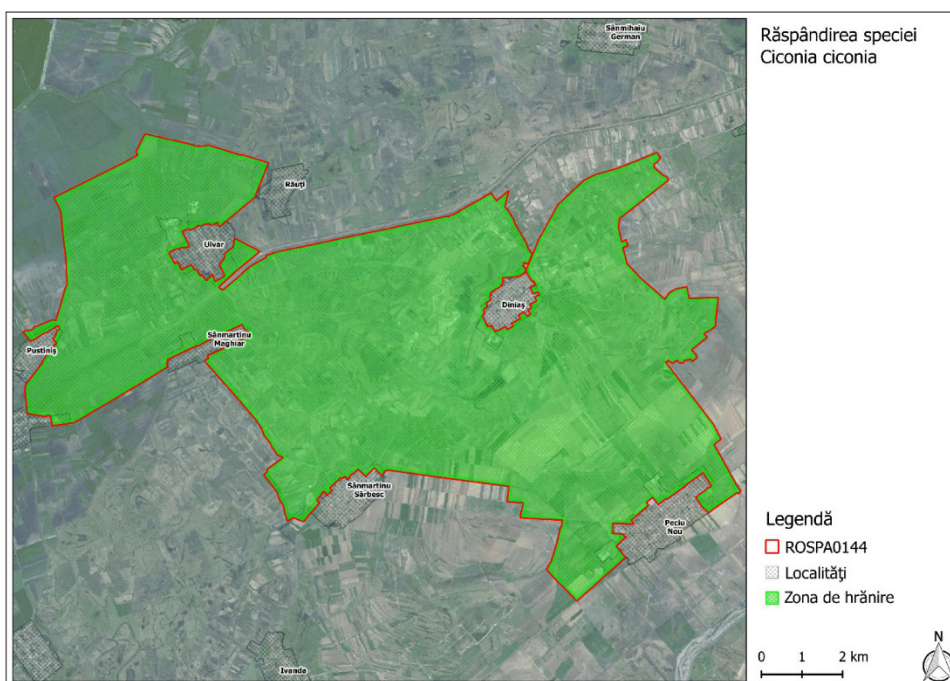 Răspândirea speciei
Ciconia ciconia
Sânmihaiu
German
Răuți
Uivar
Diniaș
Sânmartinu
Maghiar
Pustiniș
Sânmartinu
Sârbesc
Peciu
Nou
Ivanda
Legendă
ROSPA0144
Localități
Zona de hrănire
N
0 1 2 km